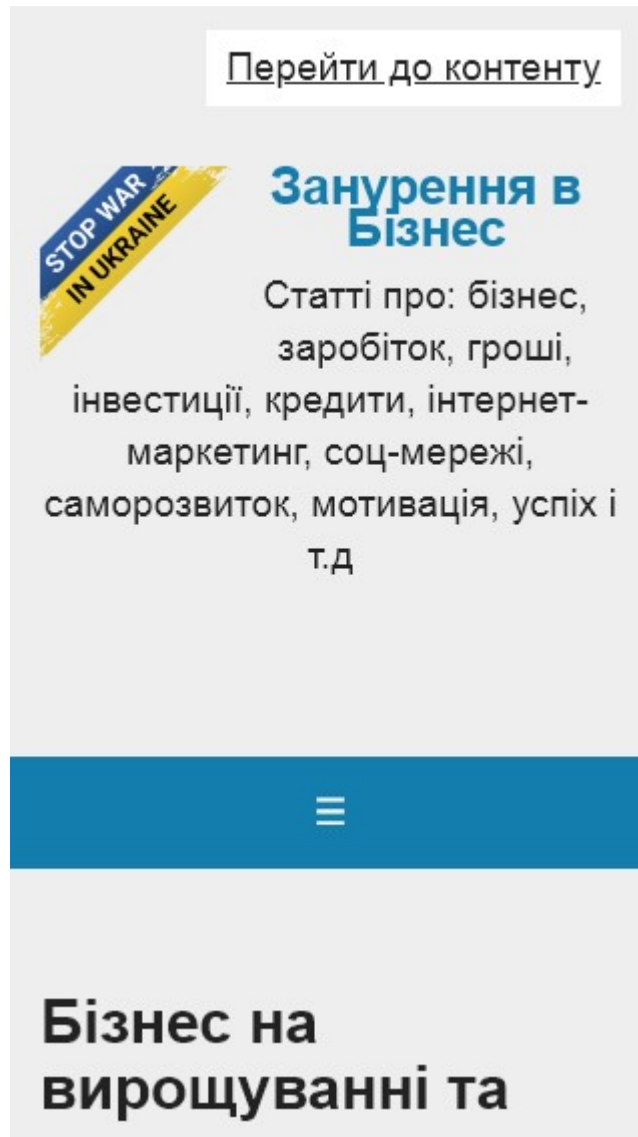 Перейти до контенту
STOP WAR
IN UKRAINE
Занурення в
Бізнес
Статті про: бізнес,
заробіток, гроші,
інвестиції, кредити, інтернет-
маркетинг, соц-мережі,
саморозвиток, мотивація, успіх і
т.д
Бізнес на
вирощуванні та